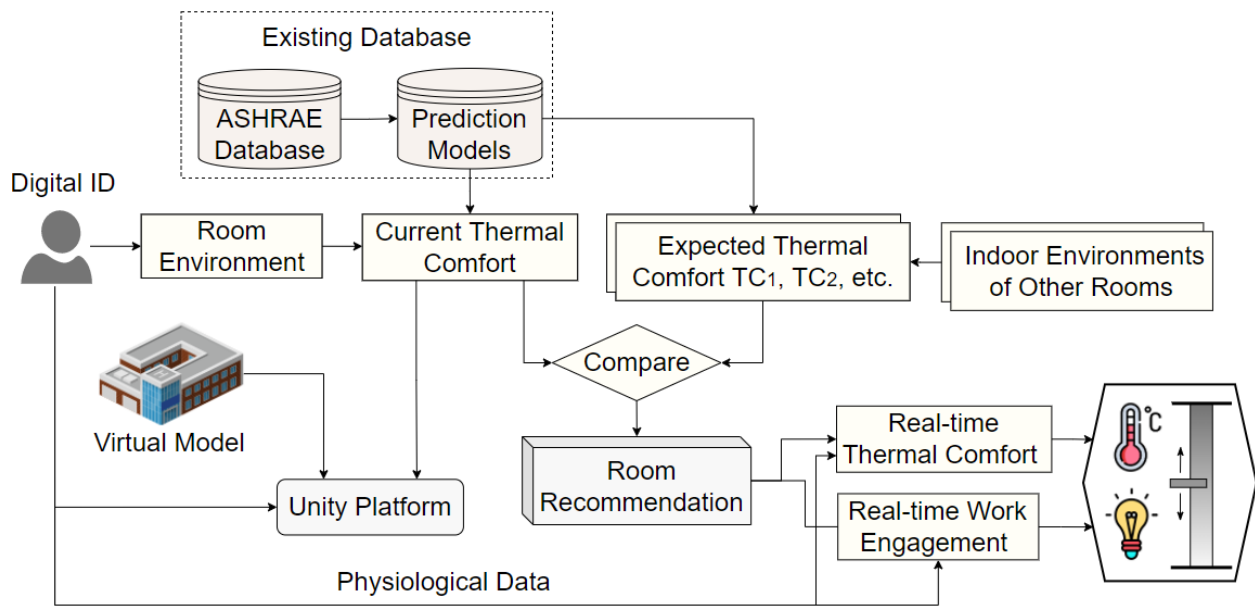 Existing Database
ASHRAE
Database
Prediction
Models
Digital ID
Room
Environment
Current Thermal
Comfort
Expected Thermal
Comfort TC1, TC2, etc.
Indoor Environments
of Other Rooms
Compare
Virtual Model
Unity Platform
Room
Recommendation
Real-time
Thermal Comfort
Real-time Work
Engagement
°C
H
Physiological Data